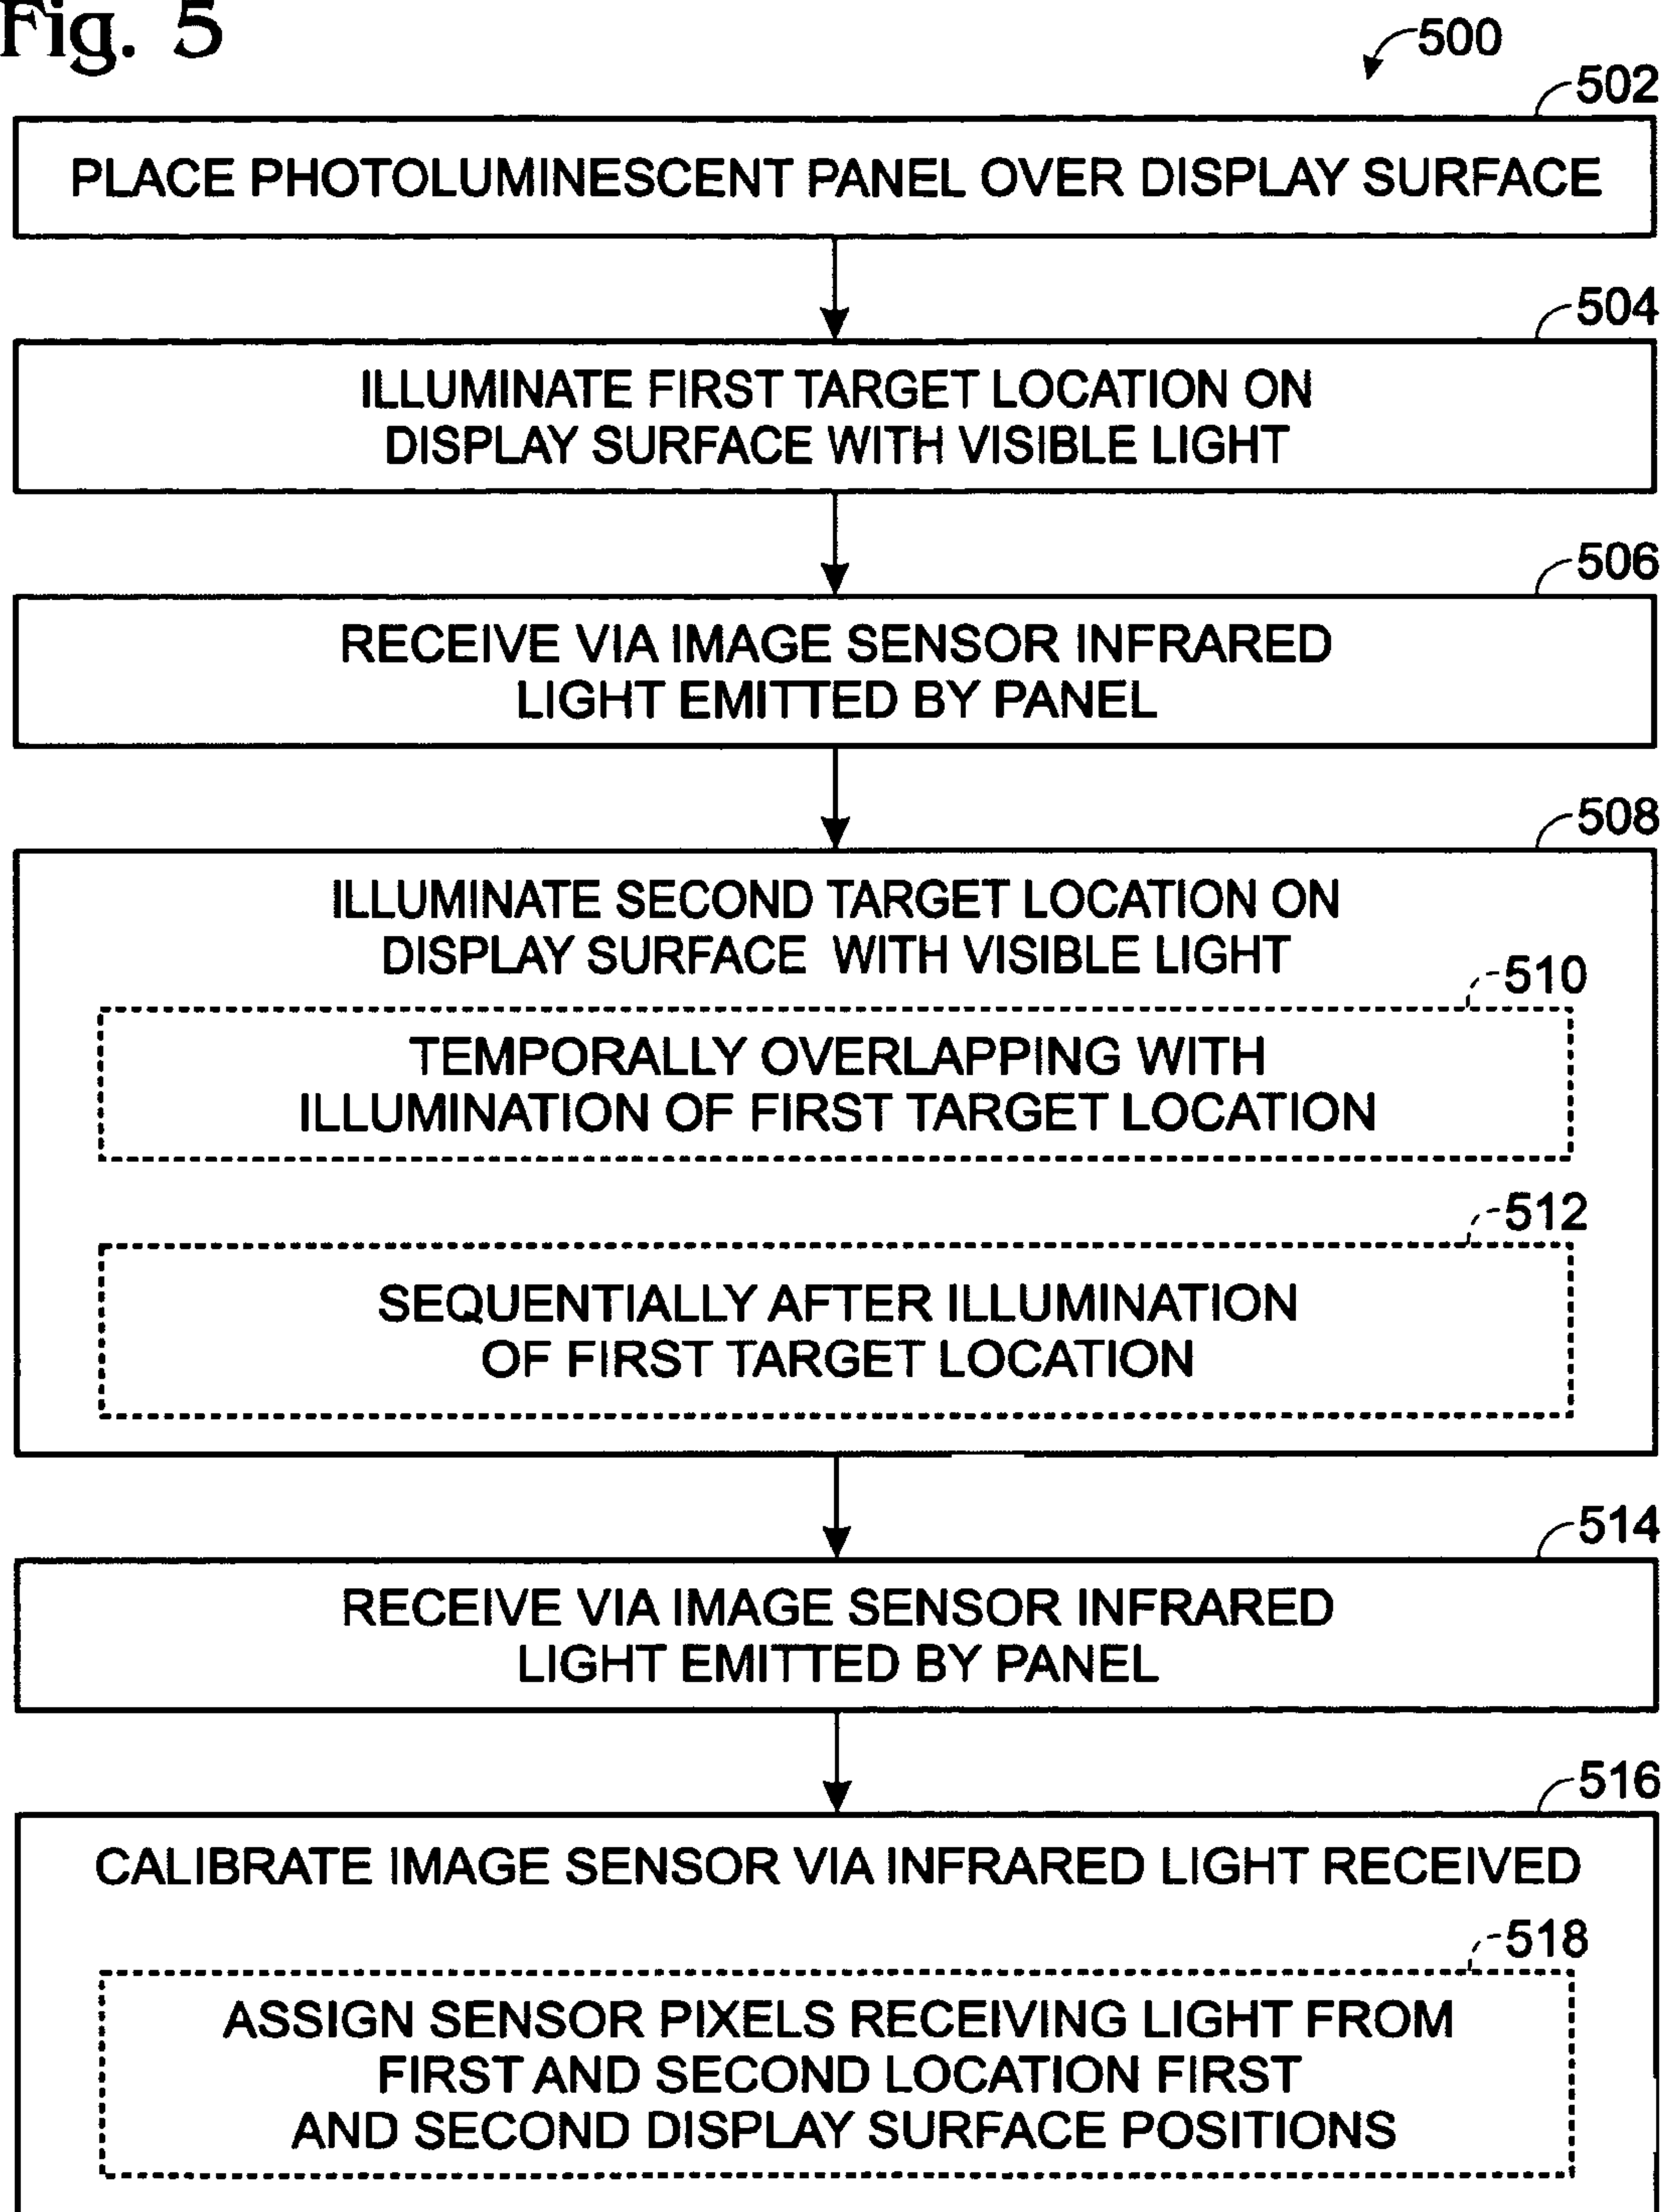 Fig. 5
500
502
PLACE PHOTOLUMINESCENT PANEL OVER DISPLAY SURFACE
504
ILLUMINATE FIRST TARGET LOCATION ON
DISPLAY SURFACE WITH VISIBLE LIGHT
506
RECEIVE VIA IMAGE SENSOR INFRARED
LIGHT EMITTED BY PANEL
508
ILLUMINATE SECOND TARGET LOCATION ON
DISPLAY SURFACE WITH VISIBLE LIGHT
510
TEMPORALLY OVERLAPPING WITH
ILLUMINATION OF FIRST TARGET LOCATION
512
SEQUENTIALLY AFTER ILLUMINATION
OF FIRST TARGET LOCATION
514
RECEIVE VIA IMAGE SENSOR INFRARED
LIGHT EMITTED BY PANEL
516
CALIBRATE IMAGE SENSOR VIA INFRARED LIGHT RECEIVED
518
ASSIGN SENSOR PIXELS RECEIVING LIGHT FROM
FIRST AND SECOND LOCATION FIRST
AND SECOND DISPLAY SURFACE POSITIONS